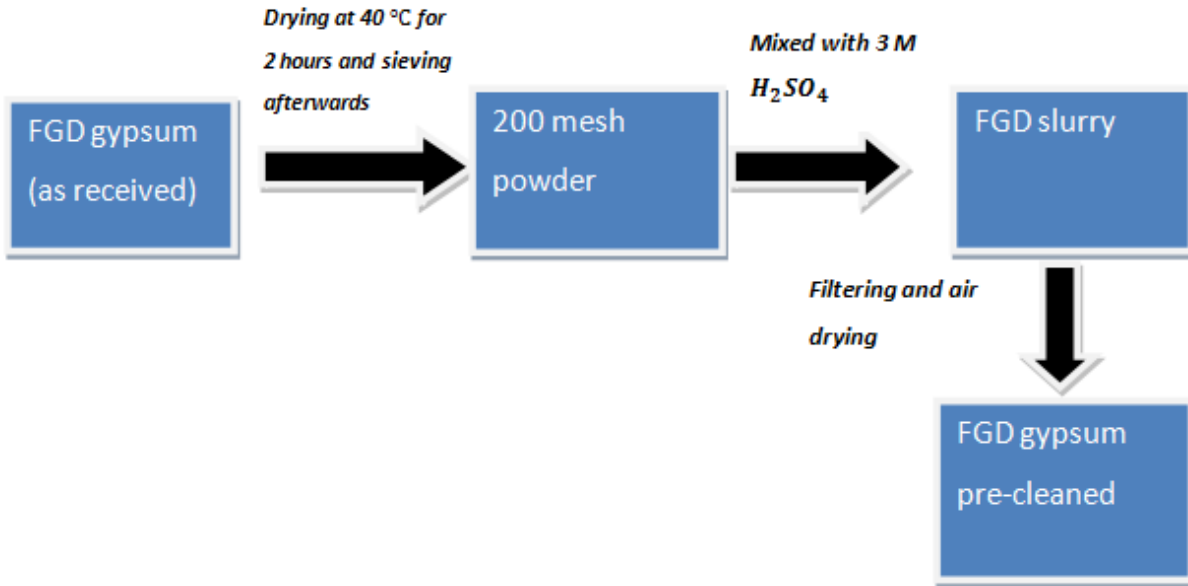 Drying at 40 °C for
2 hours and sieving
afterwards
Mixed with 3 M
H₂SO₄
FGD gypsum
(as received)
200 mesh
powder
FGD slurry
Filtering and air
drying
FGD gypsum
pre-cleaned